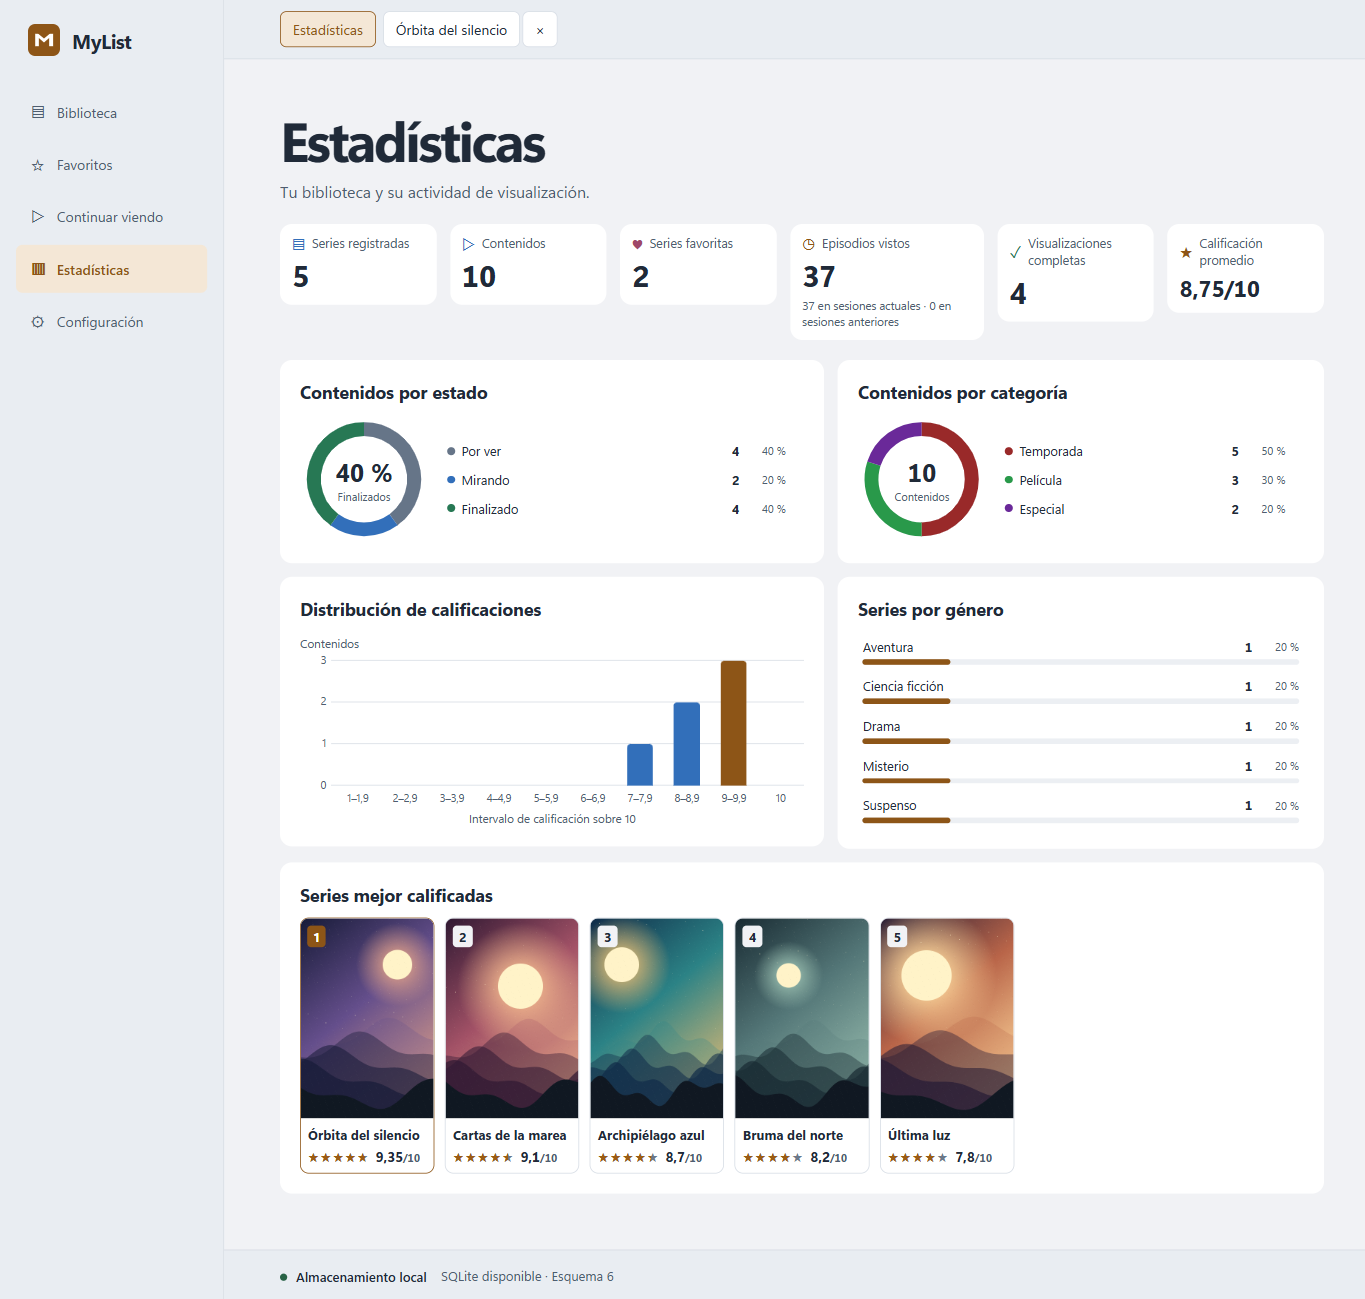 MyList
Biblioteca
Favoritos
Continuar viendo
Estadísticas
Configuración
Estadísticas
Órbita del silencio
×
Estadísticas
Tu biblioteca y su actividad de visualización.
Series registradas
5
Contenidos
10
Series favoritas
2
Episodios vistos
37
37 en sesiones actuales · 0 en
sesiones anteriores
Visualizaciones
completas
4
Calificación
promedio
8,75/10
Contenidos por estado
40 %
Finalizados
Por ver 4 40 %
Mirando 2 20 %
Finalizado 4 40 %
Contenidos por categoría
10
Contenidos
Temporada 5 50 %
Película 3 30 %
Especial 2 20 %
Distribución de calificaciones
Contenidos
3
2
1
0
1–1,9 2–2,9 3–3,9 4–4,9 5–5,9 6–6,9 7–7,9 8–8,9 9–9,9 10
Intervalo de calificación sobre 10
Series por género
Aventura 1 20 %
Ciencia ficción 1 20 %
Drama 1 20 %
Misterio 1 20 %
Suspenso 1 20 %
Series mejor calificadas
1
Órbita del silencio
★★★★★ 9,35/10
2
Cartas de la marea
★★★★★ 9,1/10
3
Archipiélago azul
★★★★★ 8,7/10
4
Bruma del norte
★★★★★ 8,2/10
5
Última luz
★★★★★ 7,8/10
Almacenamiento local SQLite disponible · Esquema 6